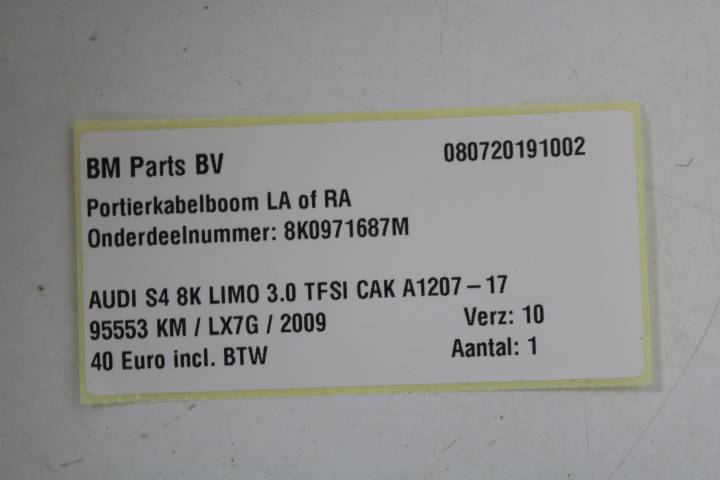 BM Parts BV 080720191002
Portierkabelboom LA of RA
Onderdeelnummer: 8K0971687M
AUDI S4 8K LIMO 3.0 TFSI CAK A1207-17
95553 KM / LX7G / 2009 Verz: 10
40 Euro incl. BTW Aantal: 1